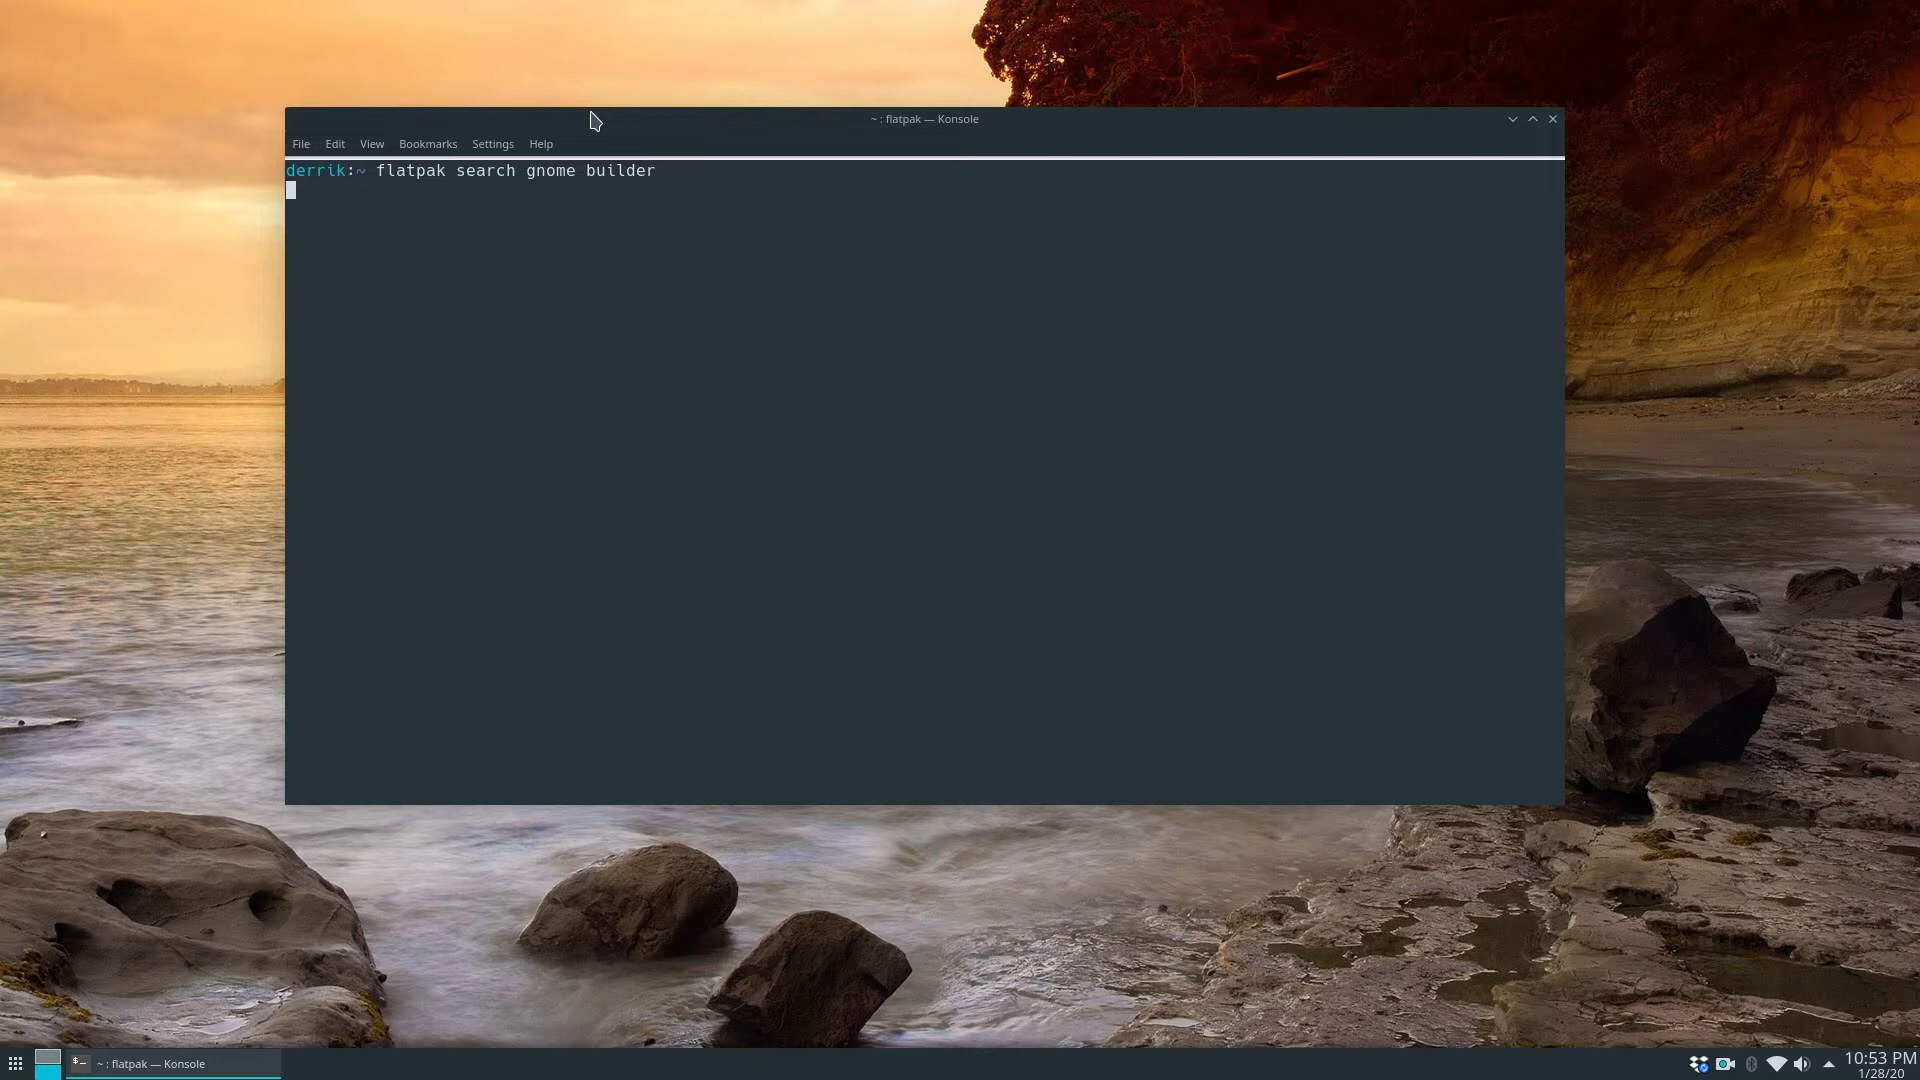 ~ : flatpak — Konsole
File Edit View Bookmarks Settings Help
derrik:~ flatpak search gnome builder
~ : flatpak — Konsole
10:53 PM
1/28/20